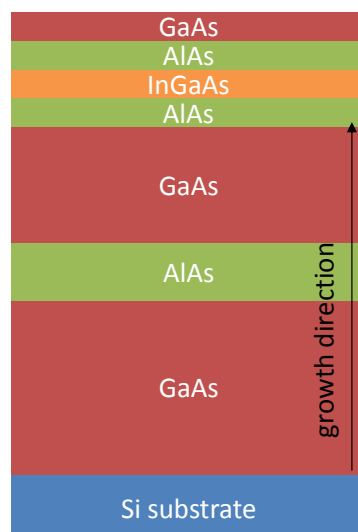 GaAs
AlAs
InGaAs
AlAs
GaAs
AlAs
GaAs
growth direction
Si substrate